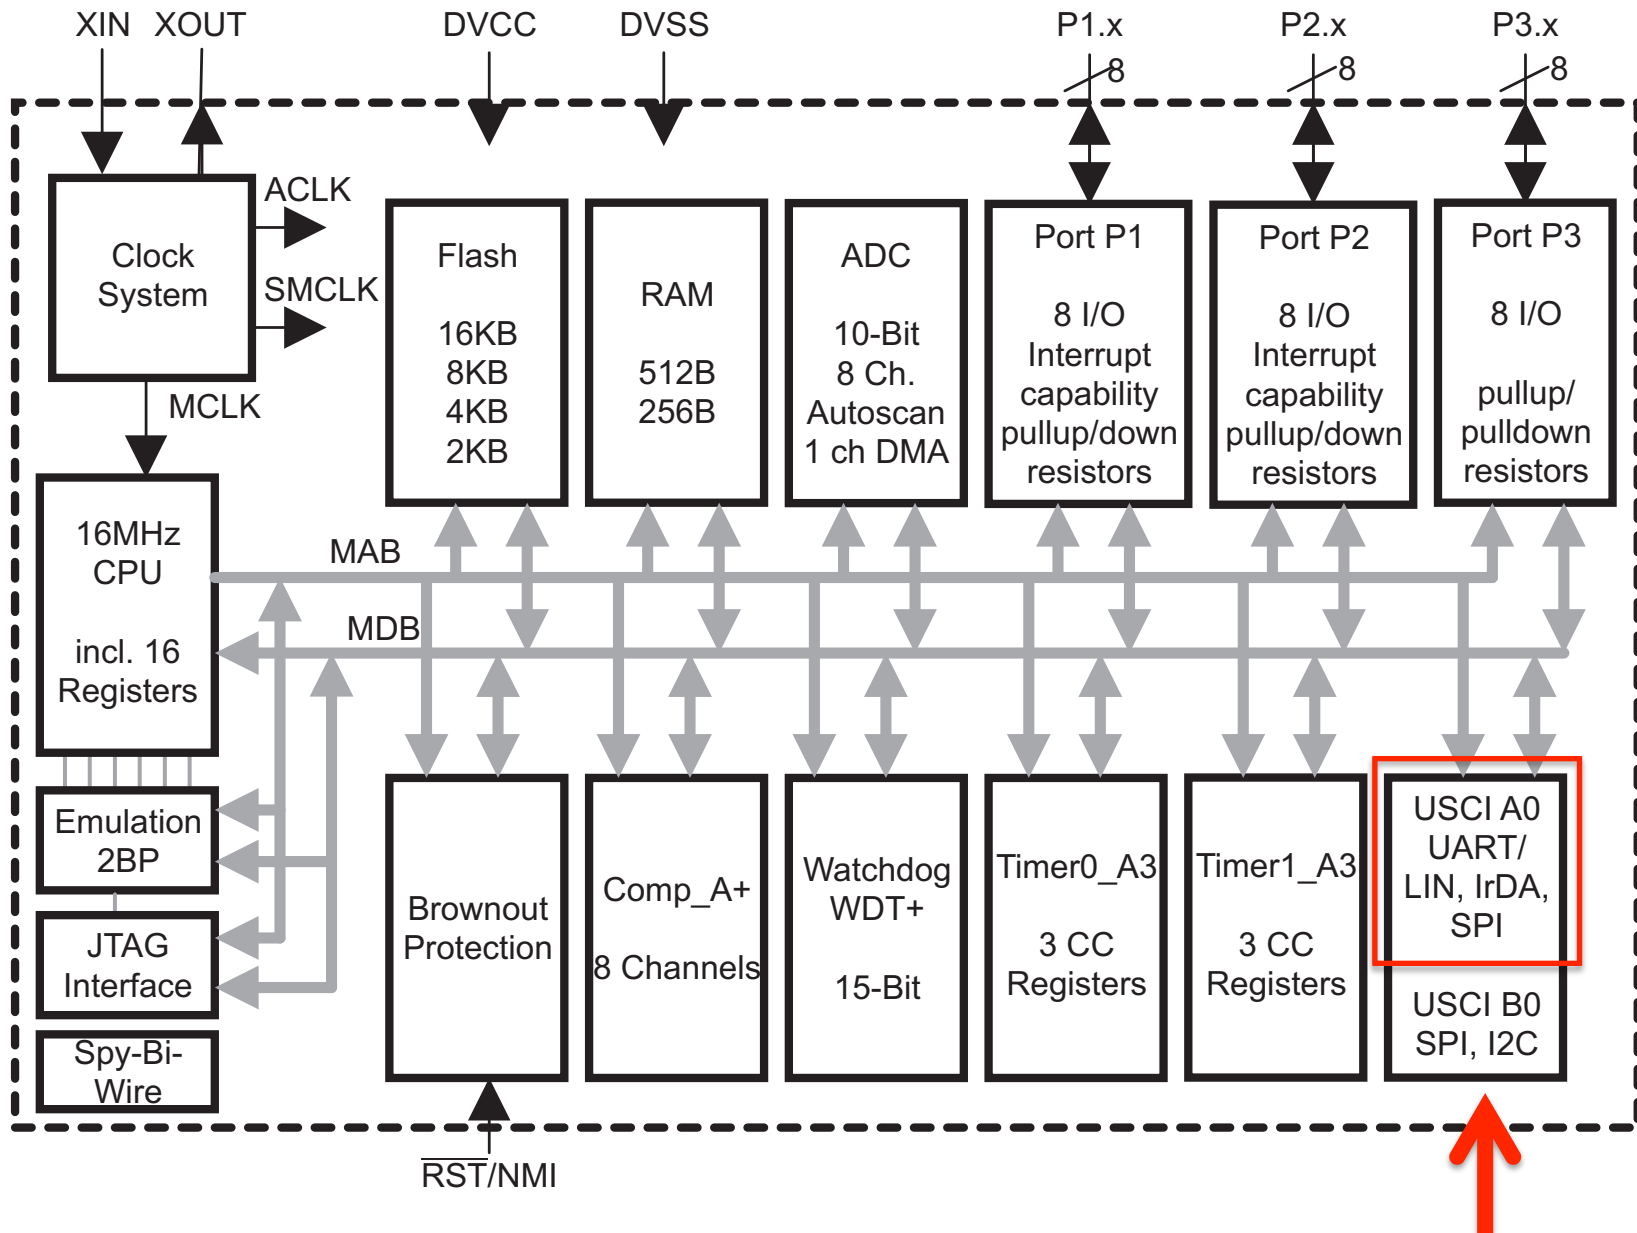 XIN XOUT DVCC DVSS P1.x P2.x P3.x
8 8 8
Clock
System
ACLK
SMCLK
MCLK
Flash
16KB
8KB
4KB
2KB
RAM
512B
256B
ADC
10-Bit
8 Ch.
Autoscan
1 ch DMA
Port P1
8 I/O
Interrupt
capability
pullup/down
resistors
Port P2
8 I/O
Interrupt
capability
pullup/down
resistors
Port P3
8 I/O
pullup/
pulldown
resistors
16MHz
CPU
incl. 16
Registers
MAB
MDB
Emulation
2BP
JTAG
Interface
Spy-Bi-
Wire
Brownout
Protection
Comp_A+
8 Channels
Watchdog
WDT+
15-Bit
Timer0_A3
3 CC
Registers
Timer1_A3
3 CC
Registers
USCI A0
UART/
LIN, IrDA,
SPI
USCI B0
SPI, I2C
RST/NMI